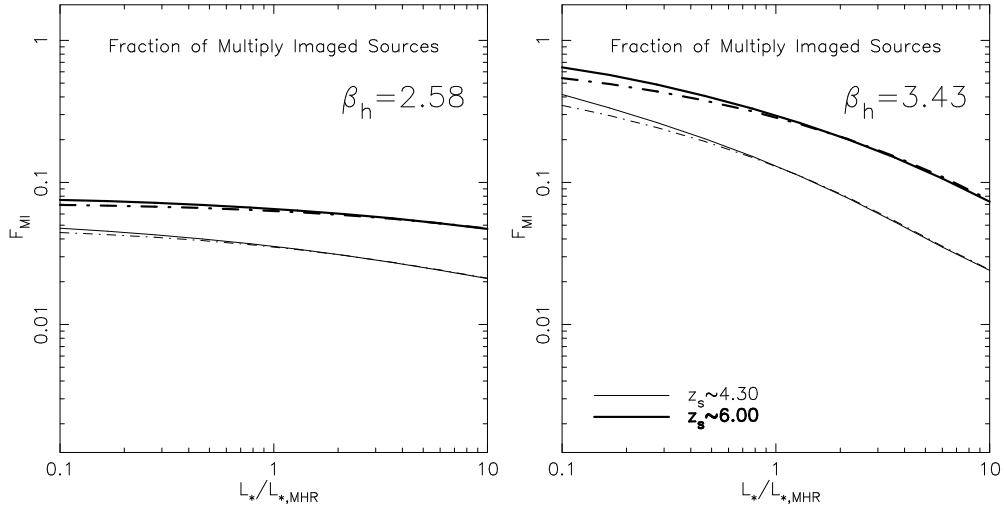 Fraction of Multiply Imaged Sources
β_h=2.58
1
0.1
0.01
F_MI
0.1
1
10
L_*/L_*,MHR
Fraction of Multiply Imaged Sources
β_h=3.43
1
0.1
0.01
F_MI
z_s~4.30
z_s~6.00
0.1
1
10
L_*/L_*,MHR